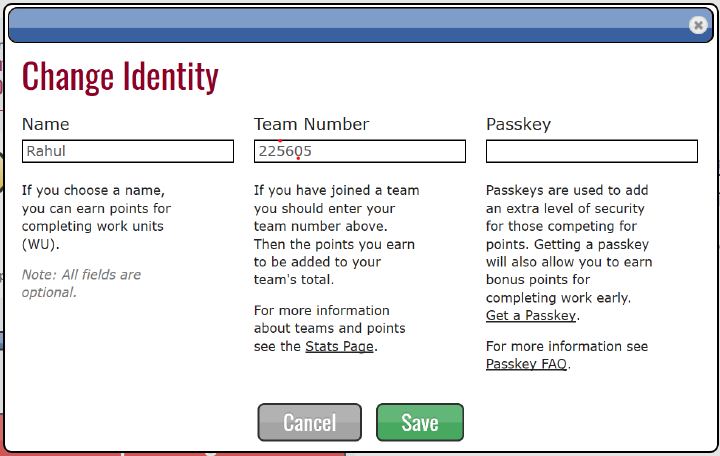 Change Identity
Name
Rahul
If you choose a name,
you can earn points for
completing work units
(WU).
Note: All fields are
optional.
Team Number
225605
If you have joined a team
you should enter your
team number above.
Then the points you earn
to be added to your
team's total.
For more information
about teams and points
see the Stats Page.
Passkey
Passkeys are used to add
an extra level of security
for those competing for
points. Getting a passkey
will also allow you to earn
bonus points for
completing work early.
Get a Passkey.
For more information see
Passkey FAQ.
Cancel
Save